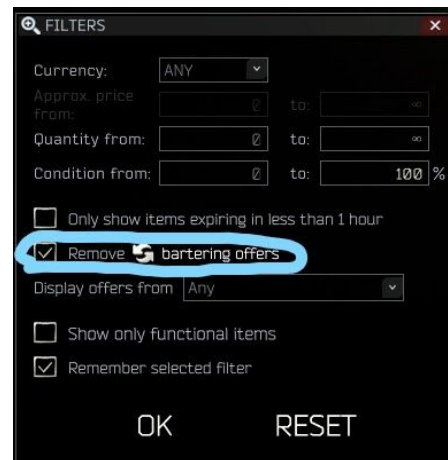 FILTERS
Currency: ANY
Approx. price from: 0 to: ∞
Quantity from: 0 to: ∞
Condition from: 0 to: 100 %
Only show items expiring in less than 1 hour
Remove bartering offers
Display offers from Any
Show only functional items
Remember selected filter
OK RESET